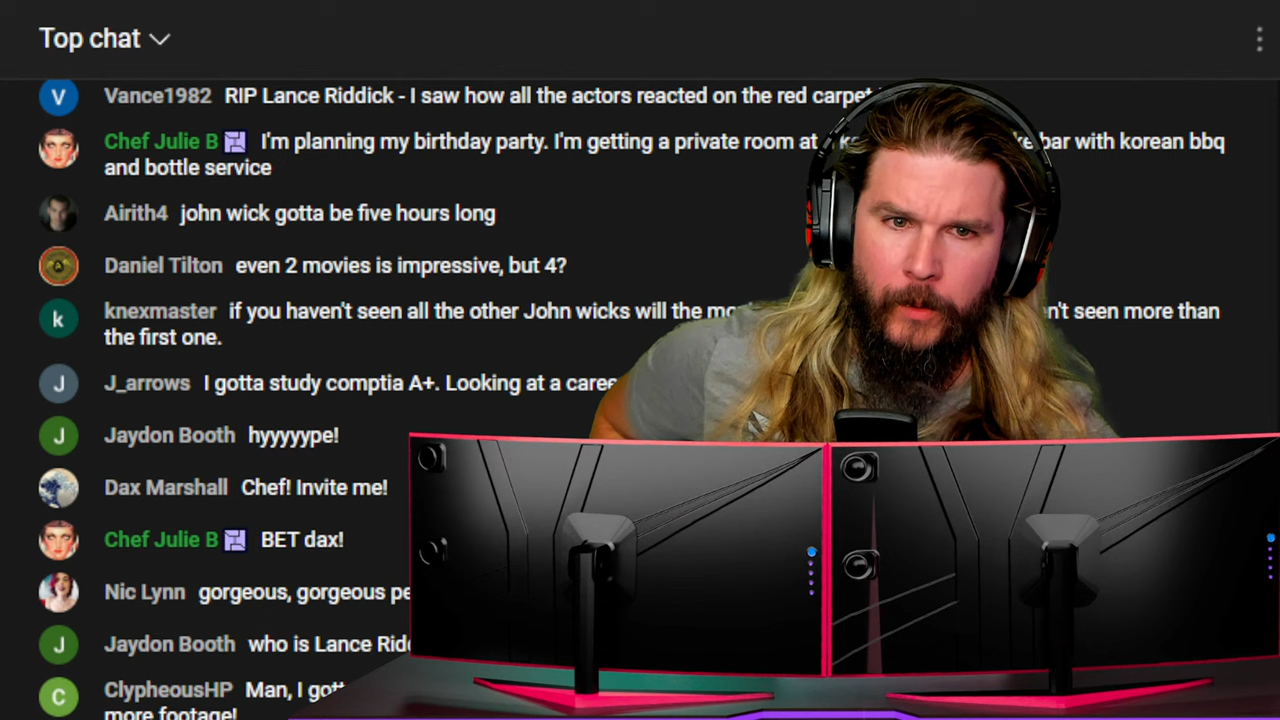 Top chat
V
Vance1982 RIP Lance Riddick - I saw how all the actors reacted on the red carpet
Chef Julie B I'm planning my birthday party. I'm getting a private room at bar with korean bbq
and bottle service
Airith4 john wick gotta be five hours long
Daniel Tilton even 2 movies is impressive, but 4?
k
knexmaster if you haven't seen all the other John wicks will the seen more than
the first one.
J
J_arrows I gotta study comptia A+. Looking at a
J
Jaydon Booth hyyyyype!
Dax Marshall Chef! Invite me!
Chef Julie B BET dax!
Nic Lynn gorgeous, gorgeous
J
Jaydon Booth who is Lance
C
ClypheousHP Man, I
more footage!